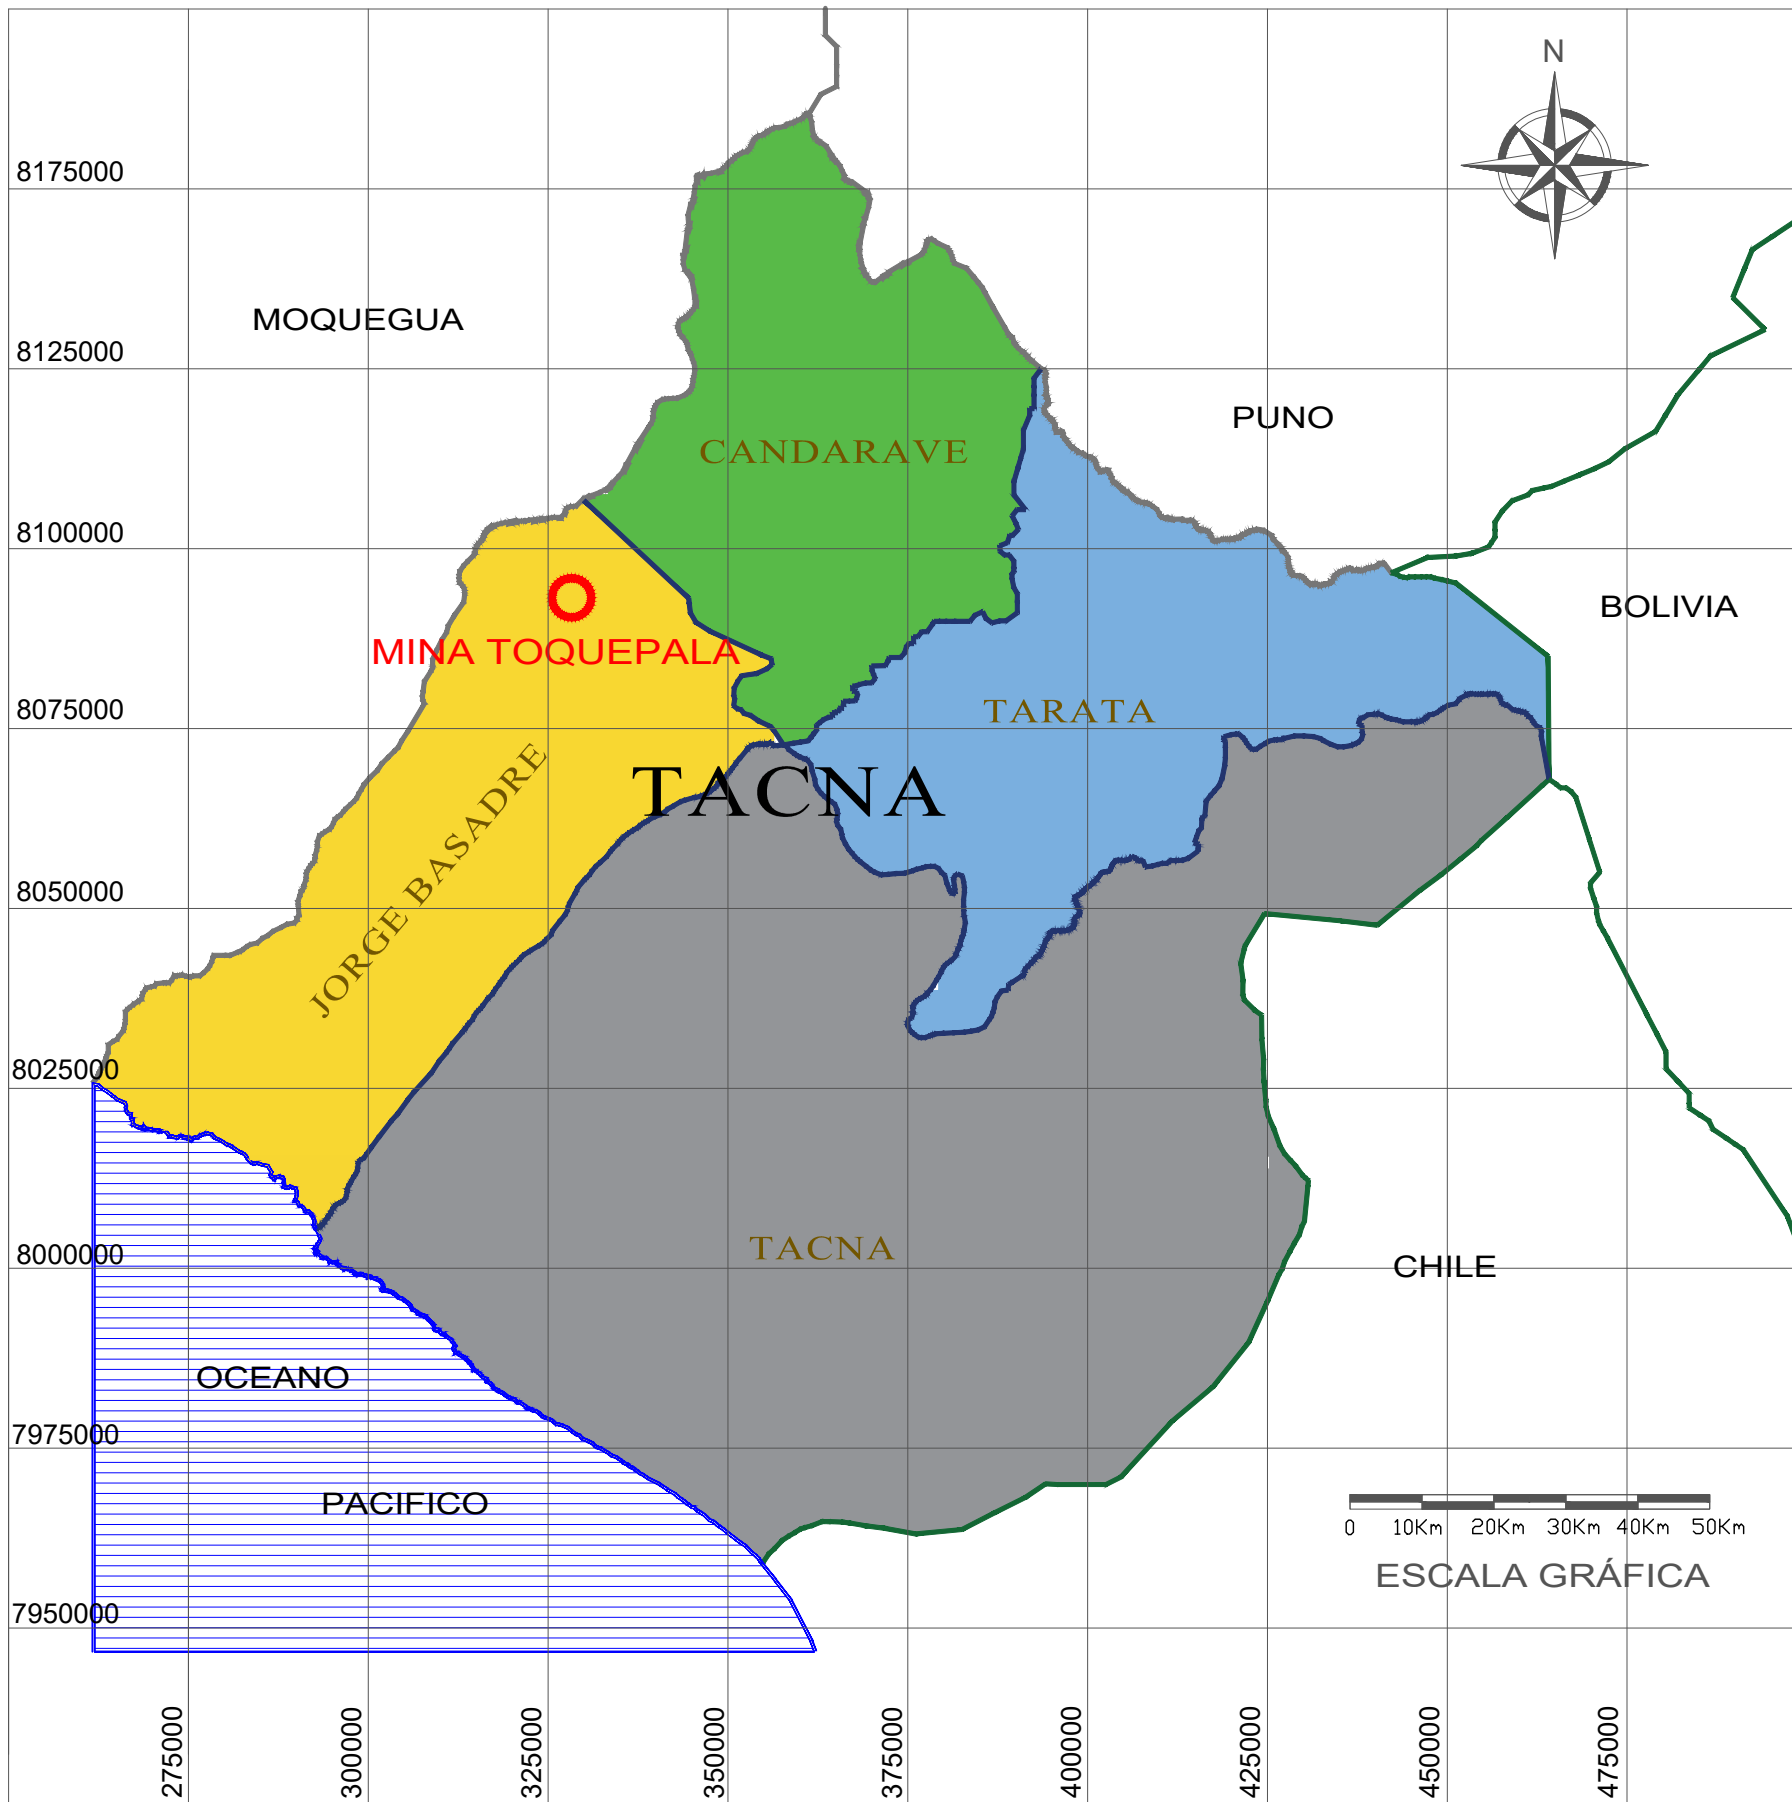 N
8175000
MOQUEGUA
8125000
PUNO
CANDARAVE
8100000
BOLIVIA
MINA TOQUEPALA
8075000
TARATA
TACNA
JORGE BASADRE
8050000
8025000
TACNA
8000000
CHILE
OCEANO
7975000
PACIFICO
0 10Km 20Km 30Km 40Km 50Km
ESCALA GRÁFICA
7950000
275000 300000 325000 350000 375000 400000 425000 450000 475000